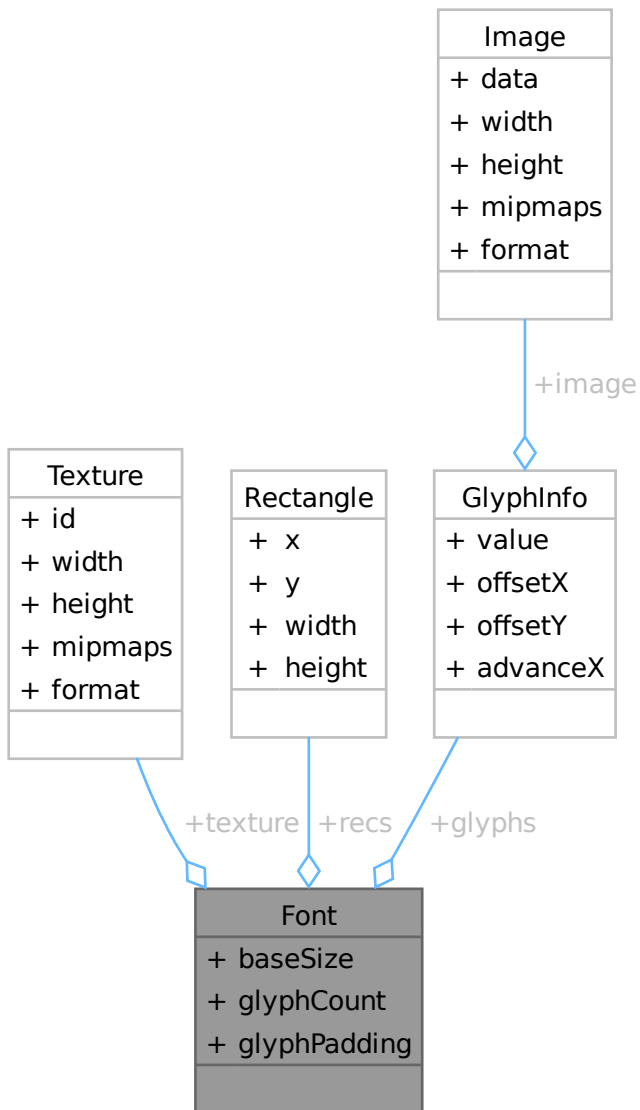 Image
+ data
+ width
+ height
+ mipmaps
+ format
+image
Texture
+ id
+ width
+ height
+ mipmaps
+ format
Rectangle
+ x
+ y
+ width
+ height
GlyphInfo
+ value
+ offsetX
+ offsetY
+ advanceX
+texture
+recs
+glyphs
Font
+ baseSize
+ glyphCount
+ glyphPadding